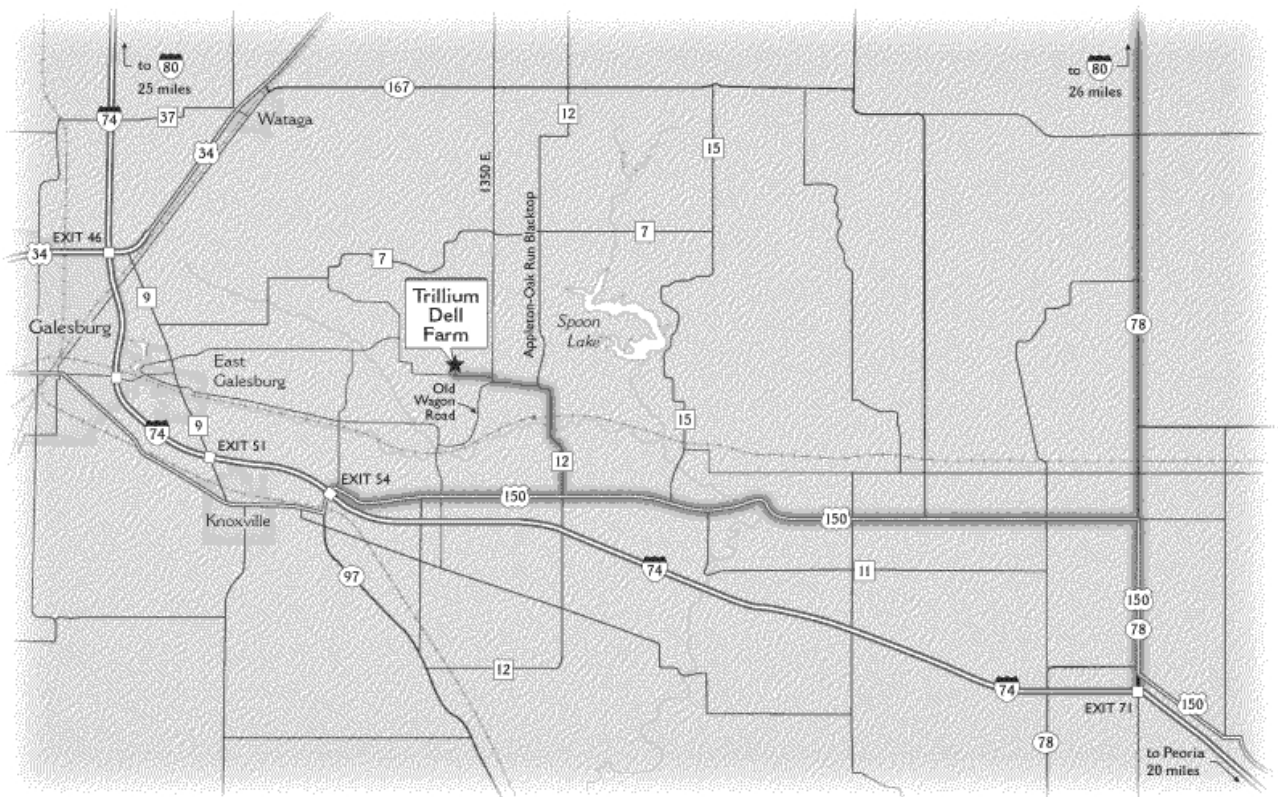 to 80
25 miles
to 80
26 miles
167
74
37
12
Wataga
34
15
1350 E.
Appleton-Oak Run Blacktop
EXIT 46
7
34
7
9
Trillium
Dell
Farm
Galesburg
Spoon
Lake
78
East
Galesburg
Old
Wagon
Road
15
9
74
EXIT 51
12
EXIT 54
150
150
Knoxville
74
11
97
150
78
12
74
EXIT 71
150
78
to Peoria
20 miles